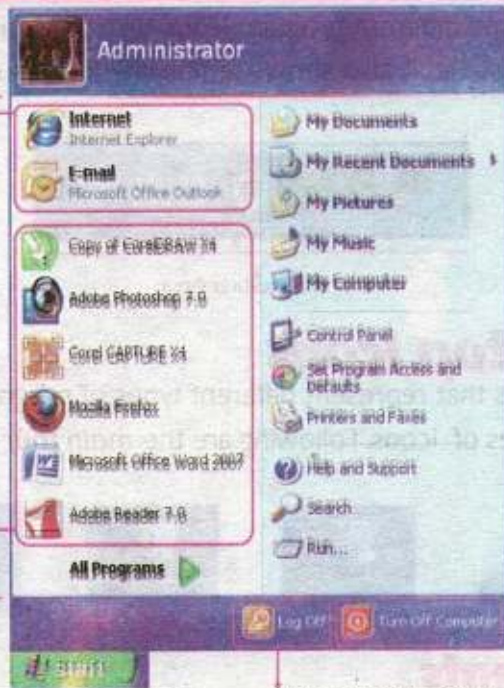 Administrator
Internet
Internet Explorer
E-mail
Microsoft Office Outlook
Copy of CorelDRAW X4
Adobe Photoshop 7.0
Corel CAPTURE X4
Mozilla Firefox
Microsoft Office Word 2007
Adobe Reader 7.0
All Programs
My Documents
My Recent Documents
My Pictures
My Music
My Computer
Control Panel
Set Program Access and
Defaults
Printers and Faxes
Help and Support
Search
Run...
Log Off
Turn Off Computer
start